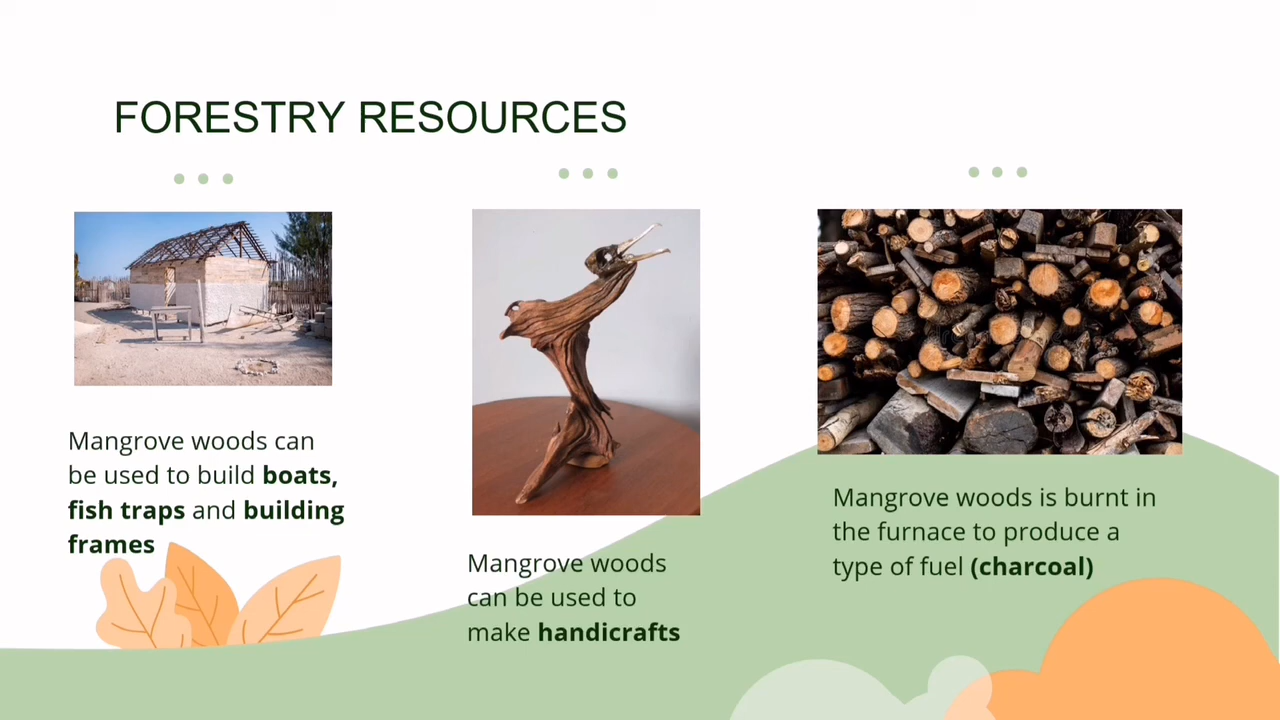 FORESTRY RESOURCES
Mangrove woods can
be used to build boats,
fish traps and building
frames
Mangrove woods
can be used to
make handicrafts
Mangrove woods is burnt in
the furnace to produce a
type of fuel (charcoal)